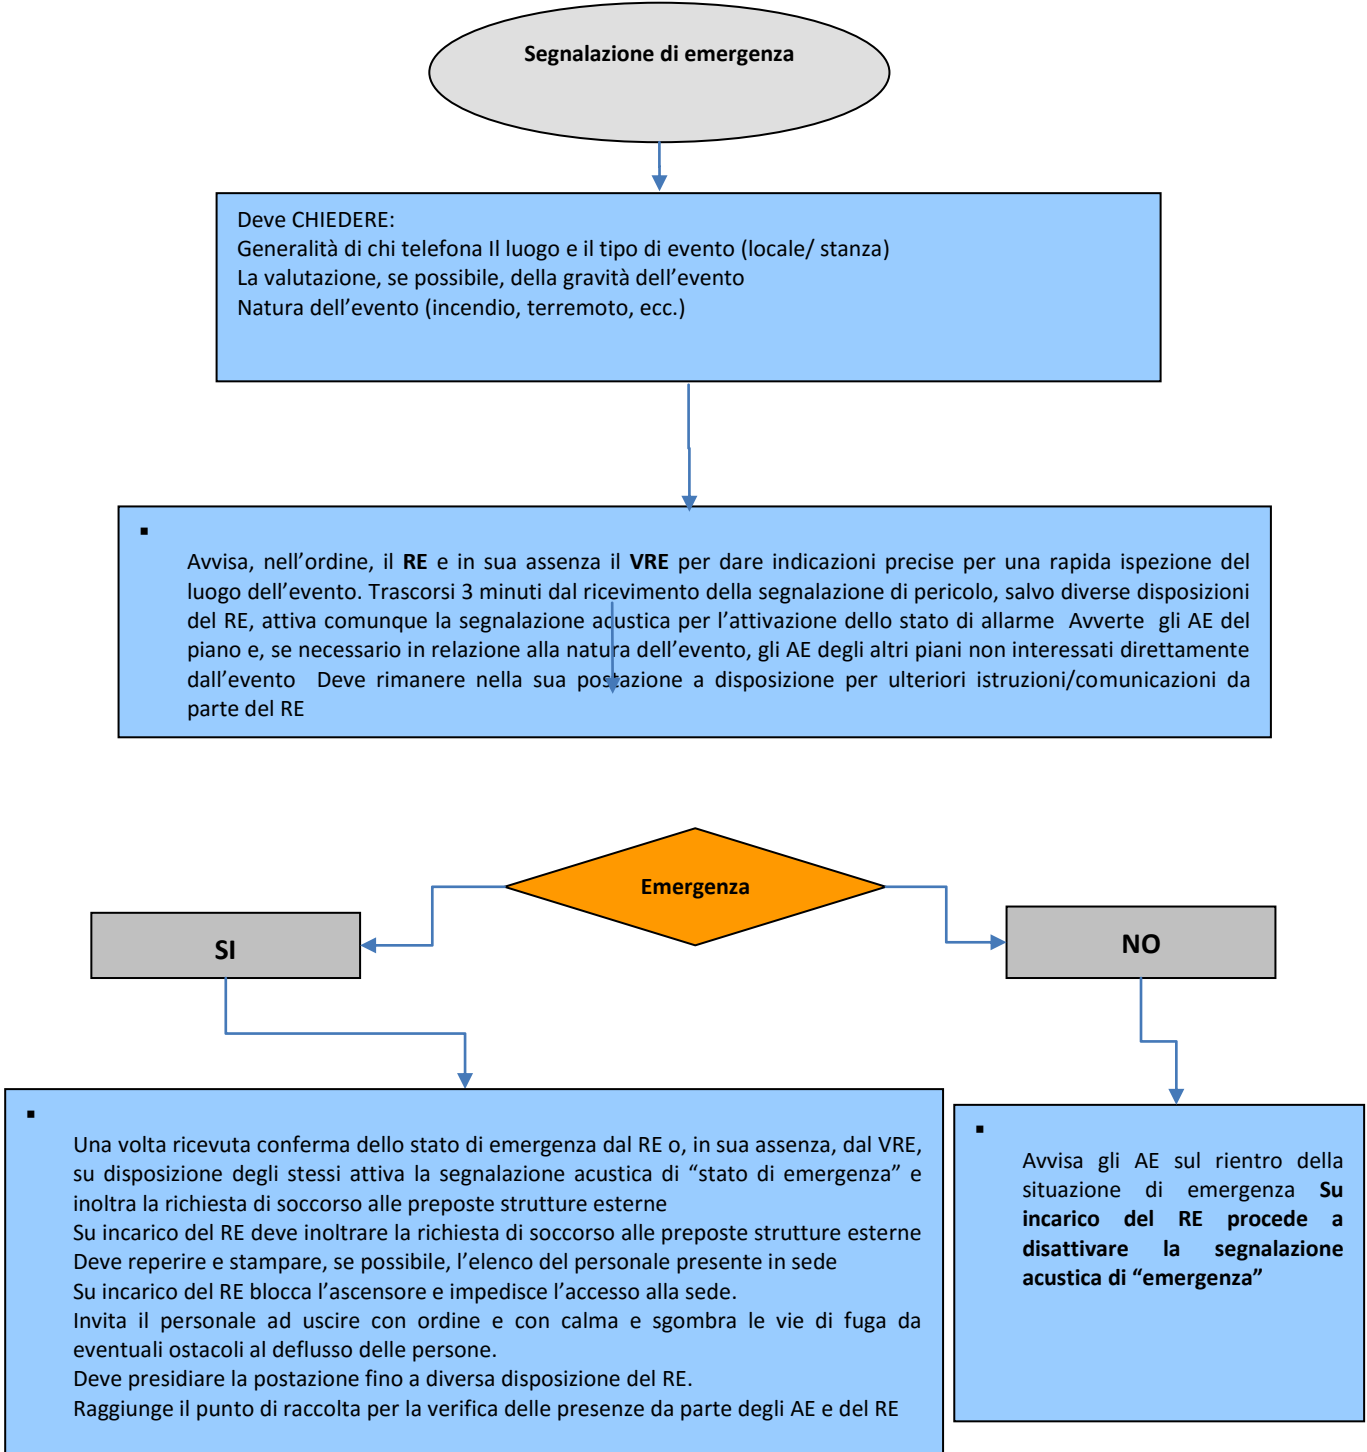 Segnalazione di emergenza
Deve CHIEDERE:
Generalità di chi telefona Il luogo e il tipo di evento (locale/ stanza)
La valutazione, se possibile, della gravità dell’evento
Natura dell’evento (incendio, terremoto, ecc.)
Avvisa, nell’ordine, il RE e in sua assenza il VRE per dare indicazioni precise per una rapida ispezione del
luogo dell’evento. Trascorsi 3 minuti dal ricevimento della segnalazione di pericolo, salvo diverse disposizioni
del RE, attiva comunque la segnalazione acustica per l’attivazione dello stato di allarme Avverte gli AE del
piano e, se necessario in relazione alla natura dell’evento, gli AE degli altri piani non interessati direttamente
dall’evento Deve rimanere nella sua postazione a disposizione per ulteriori istruzioni/comunicazioni da
parte del RE
Emergenza
SI
NO
Una volta ricevuta conferma dello stato di emergenza dal RE o, in sua assenza, dal VRE,
su disposizione degli stessi attiva la segnalazione acustica di “stato di emergenza” e
inoltra la richiesta di soccorso alle preposte strutture esterne
Su incarico del RE deve inoltrare la richiesta di soccorso alle preposte strutture esterne
Deve reperire e stampare, se possibile, l’elenco del personale presente in sede
Su incarico del RE blocca l’ascensore e impedisce l’accesso alla sede.
Invita il personale ad uscire con ordine e con calma e sgombra le vie di fuga da
eventuali ostacoli al deflusso delle persone.
Deve presidiare la postazione fino a diversa disposizione del RE.
Raggiunge il punto di raccolta per la verifica delle presenze da parte degli AE e del RE
Avvisa gli AE sul rientro della
situazione di emergenza Su
incarico del RE procede a
disattivare la segnalazione
acustica di “emergenza”